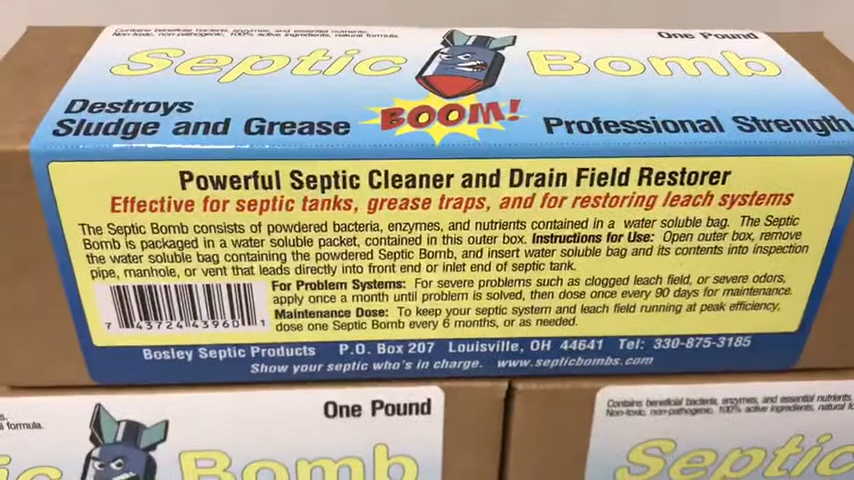 Contains beneficial bacteria, enzymes, and essential nutrients.
Non-toxic, non-pathogenic, 100% active ingredients, natural formula.
One Pound
Septic Bomb
Destroys
Sludge and Grease
BOOM!
Professional Strength
Powerful Septic Cleaner and Drain Field Restorer
Effective for septic tanks, grease traps, and for restoring leach systems
The Septic Bomb consists of powdered bacteria, enzymes, and nutrients contained in a water soluble bag. The Septic
Bomb is packaged in a water soluble packet, contained in this outer box. Instructions for Use: Open outer box, remove
the water soluble bag containing the powdered Septic Bomb, and insert water soluble bag and its contents into inspection
pipe, manhole, or vent that leads directly into front end or inlet end of septic tank.
For Problem Systems: For severe problems such as clogged leach field, or severe odors,
apply once a month until problem is solved, then dose once every 90 days for maintenance.
Maintenance Dose: To keep your septic system and leach field running at peak efficiency,
dose one Septic Bomb every 6 months, or as needed.
7 43724 43960 1
Bosley Septic Products P.O. Box 207 Louisville, OH 44641 Tel: 330-875-3185
Show your septic who's in charge. www.septicbombs.com
formula.
One Pound
Septic Bomb
Contains beneficial bacteria, enzymes, and essential nutrients.
Non-toxic, non-pathogenic, 100% active ingredients, natural
Septic